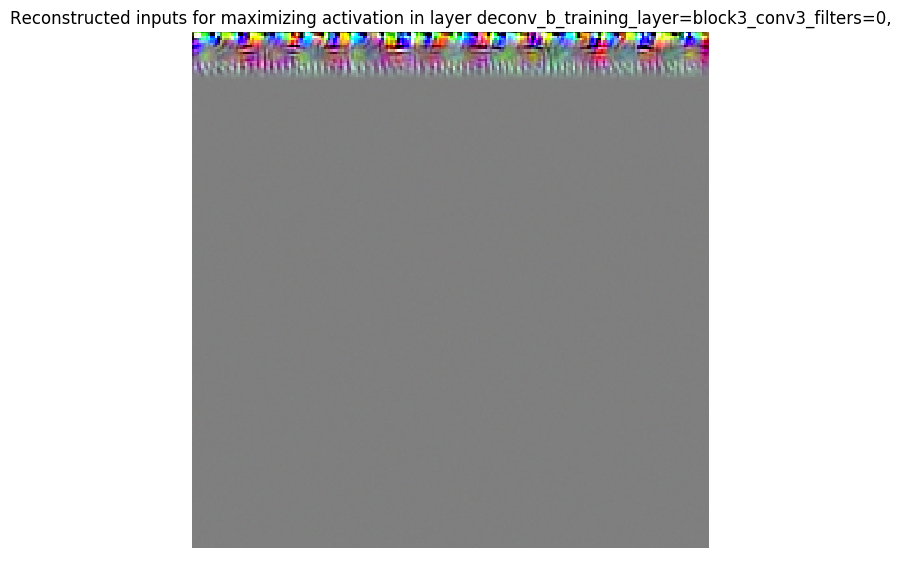 Reconstructed inputs for maximizing activation in layer deconv_b_training_layer=block3_conv3_filters=0,